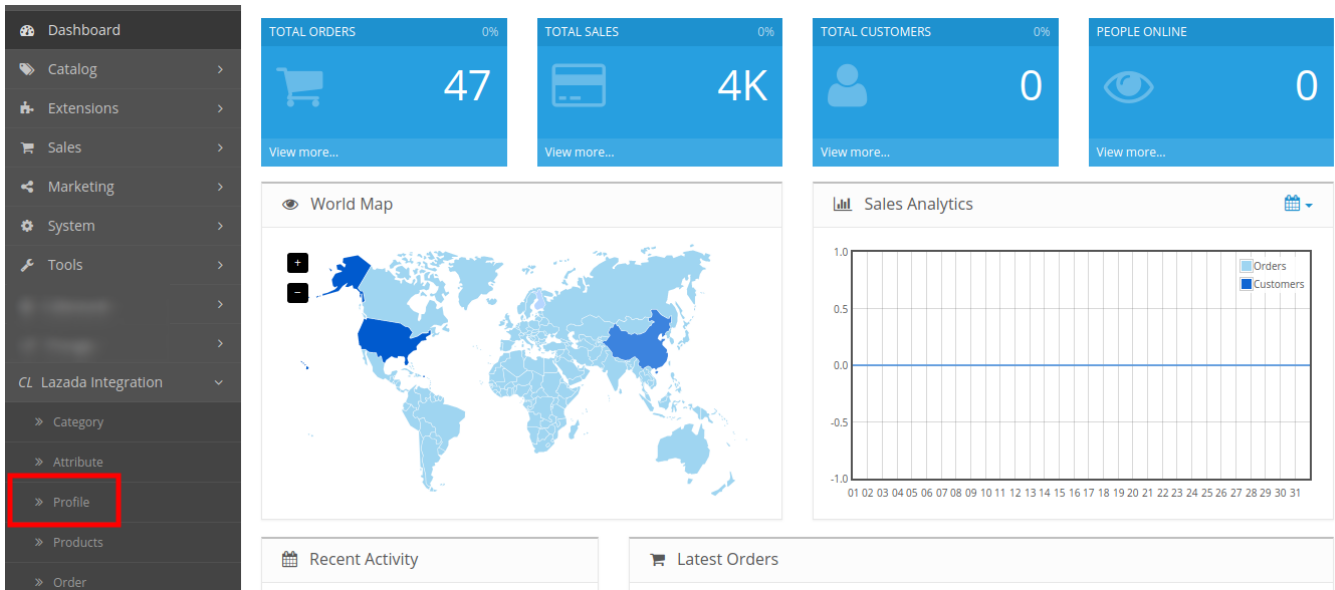 Dashboard
Catalog
Extensions
Sales
Marketing
System
Tools
CL Lazada Integration
Category
Attribute
Profile
Products
Order
TOTAL ORDERS 0%
47
View more...
TOTAL SALES 0%
4K
View more...
TOTAL CUSTOMERS 0%
0
View more...
PEOPLE ONLINE
0
View more...
World Map
+
−
Sales Analytics
1.0
0.5
0.0
-0.5
-1.0
Orders
Customers
01 02 03 04 05 06 07 08 09 10 11 12 13 14 15 16 17 18 19 20 21 22 23 24 25 26 27 28 29 30 31
Recent Activity
Latest Orders